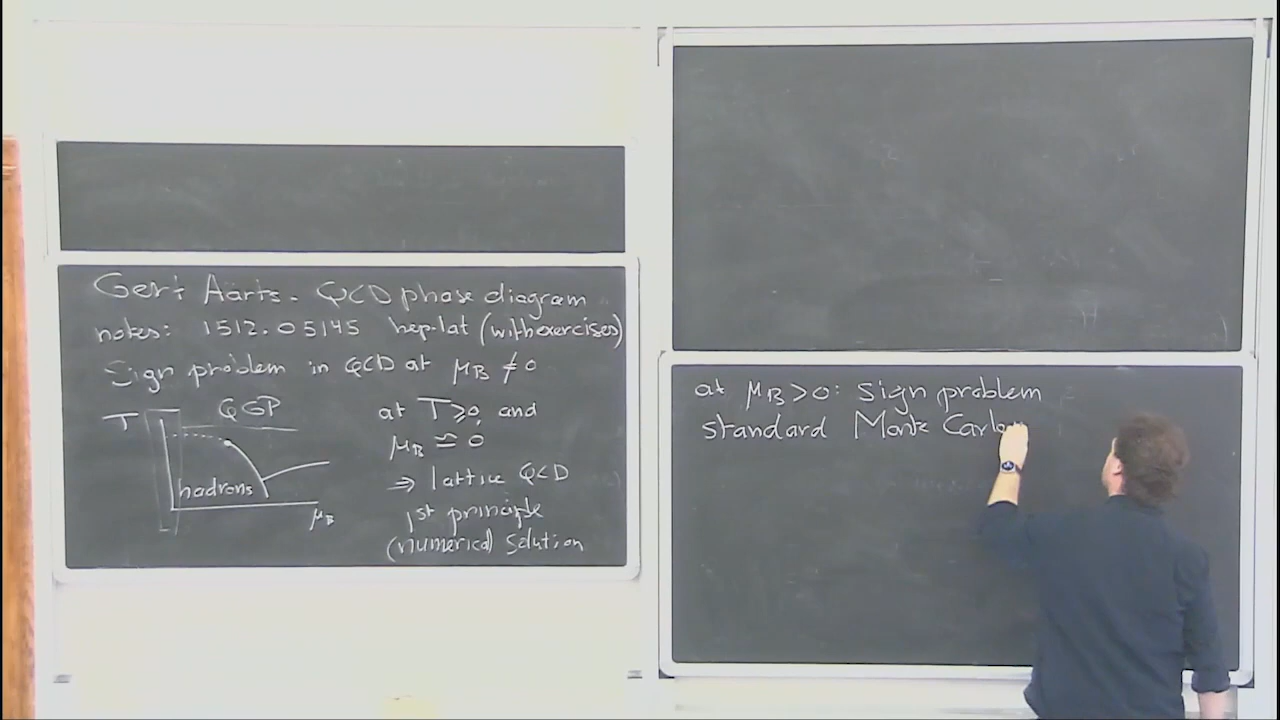 Gert Aarts - QCD phase diagram
notes: 1512.05145 hep-lat (with exercises)
Sign problem in QCD at μB ≠ 0
T
QGP
hadrons
μB
at T ≥ 0, and
μB ≃ 0
⇒ lattice QCD
1st principle
(numerical) solution
at μB > 0: sign problem
standard Monte Carlo